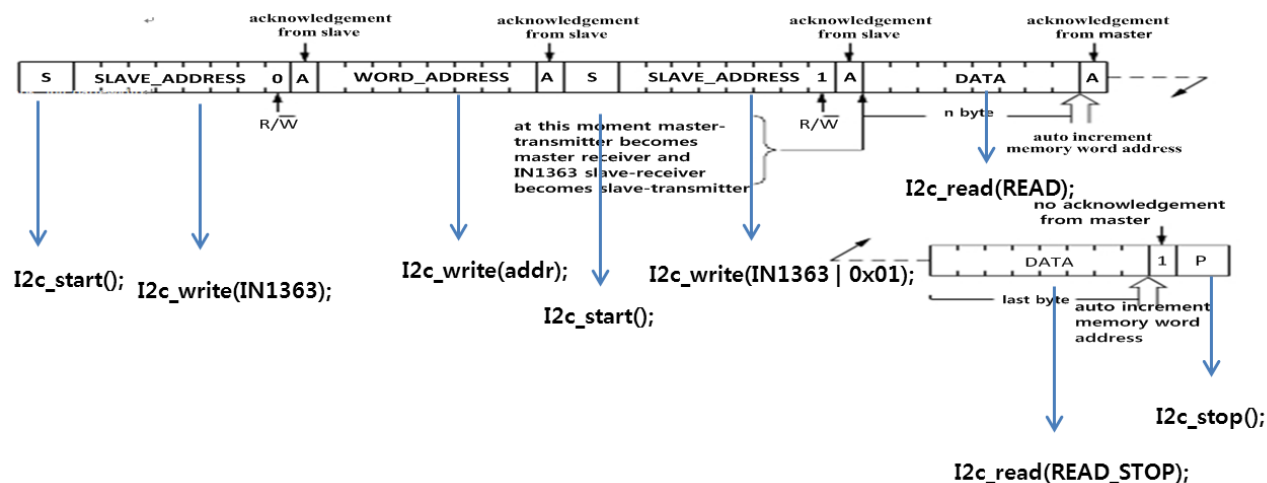 acknowledgement
from slave
acknowledgement
from slave
acknowledgement
from slave
acknowledgement
from master
S SLAVE_ADDRESS 0 A WORD_ADDRESS A S SLAVE_ADDRESS 1 A DATA A
R/W̅
R/W̅
n byte
at this moment master-
transmitter becomes
master receiver and
IN1363 slave-receiver
becomes slave-transmitter
auto increment
memory word address
I2c_read(READ);
no acknowledgement
from master
DATA 1 P
last byte
auto increment
memory word
address
I2c_start();
I2c_write(IN1363);
I2c_write(addr);
I2c_start();
I2c_write(IN1363 | 0x01);
I2c_stop();
I2c_read(READ_STOP);